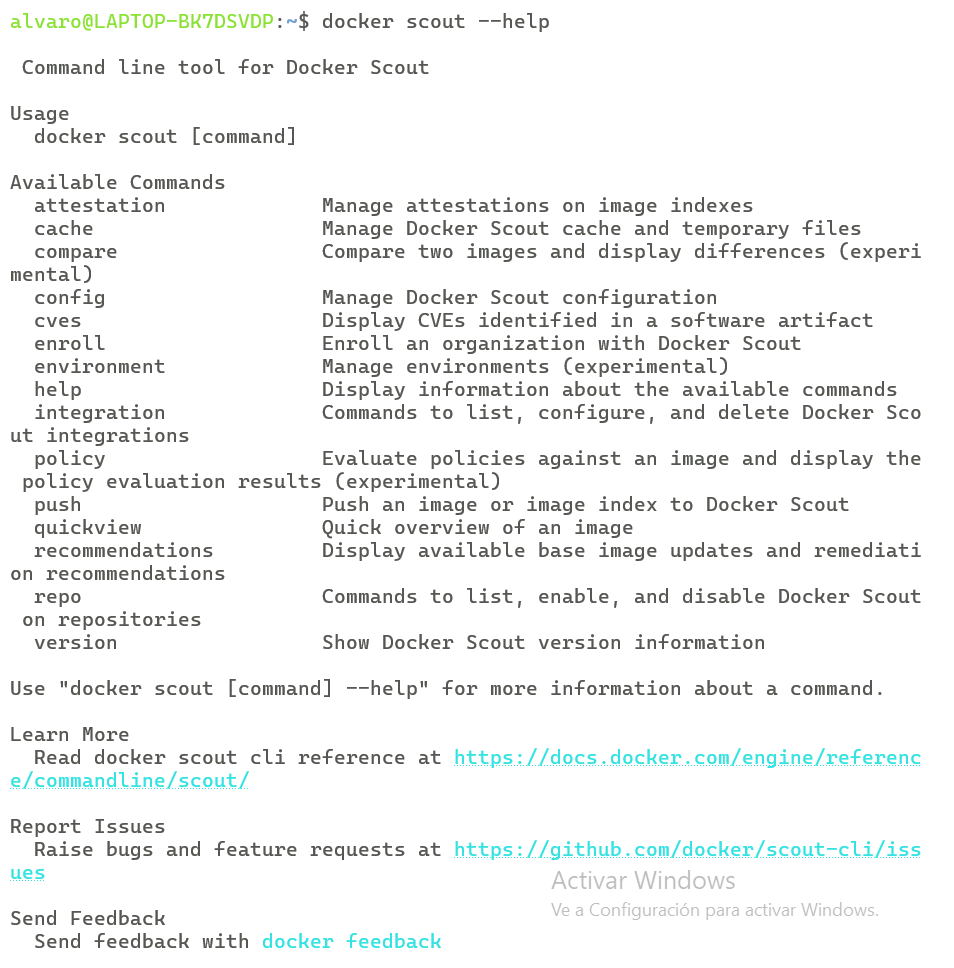 alvaro@LAPTOP-BK7DSVDP:~$ docker scout --help
Command line tool for Docker Scout
Usage
docker scout [command]
Available Commands
attestation Manage attestations on image indexes
cache Manage Docker Scout cache and temporary files
compare Compare two images and display differences (experi
mental)
config Manage Docker Scout configuration
cves Display CVEs identified in a software artifact
enroll Enroll an organization with Docker Scout
environment Manage environments (experimental)
help Display information about the available commands
integration Commands to list, configure, and delete Docker Sco
ut integrations
policy Evaluate policies against an image and display the
policy evaluation results (experimental)
push Push an image or image index to Docker Scout
quickview Quick overview of an image
recommendations Display available base image updates and remediati
on recommendations
repo Commands to list, enable, and disable Docker Scout
on repositories
version Show Docker Scout version information
Use "docker scout [command] --help" for more information about a command.
Learn More
Read docker scout cli reference at https://docs.docker.com/engine/referenc
e/commandline/scout/
Report Issues
Raise bugs and feature requests at https://github.com/docker/scout-cli/iss
ues
Activar Windows
Ve a Configuración para activar Windows.
Send Feedback
Send feedback with docker feedback